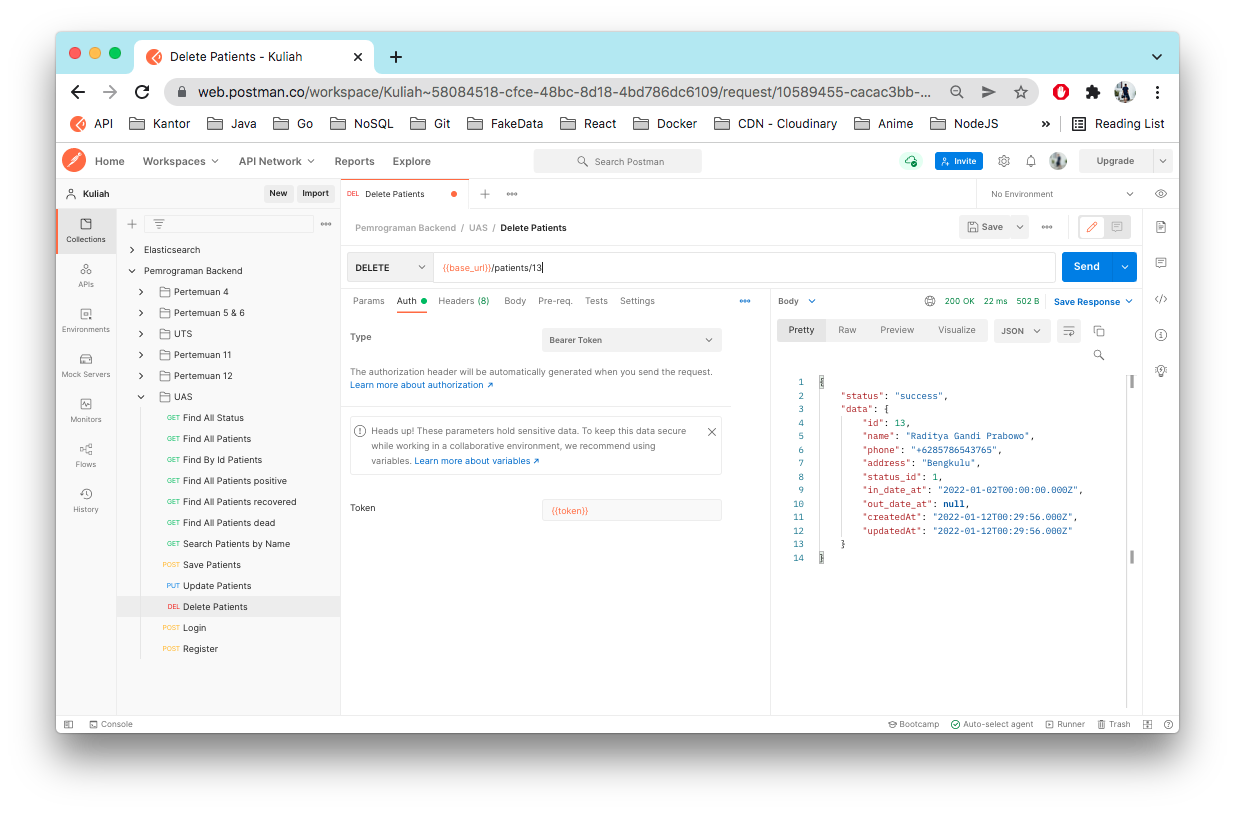 Delete Patients - Kuliah
web.postman.co/workspace/Kuliah~58084518-cfce-48bc-8d18-4bd786dc6109/request/10589455-cacac3bb-...
API Kantor Java Go NoSQL Git FakeData React Docker CDN - Cloudinary Anime NodeJS » Reading List
Home Workspaces API Network Reports Explore Search Postman Invite Upgrade
Kuliah New Import DEL Delete Patients No Environment
Collections
APIs
Environments
Mock Servers
Monitors
Flows
History
Elasticsearch
Pemrograman Backend
Pertemuan 4
Pertemuan 5 & 6
UTS
Pertemuan 11
Pertemuan 12
UAS
GET Find All Status
GET Find All Patients
GET Find By Id Patients
GET Find All Patients positive
GET Find All Patients recovered
GET Find All Patients dead
GET Search Patients by Name
POST Save Patients
PUT Update Patients
DEL Delete Patients
POST Login
POST Register
Pemrograman Backend / UAS / Delete Patients Save
DELETE {{base_url}}/patients/13 Send
Params Auth Headers (8) Body Pre-req. Tests Settings
Type Bearer Token
The authorization header will be automatically generated when you send the request.
Learn more about authorization ↗
Heads up! These parameters hold sensitive data. To keep this data secure
while working in a collaborative environment, we recommend using
variables. Learn more about variables ↗
Token {{token}}
Body 200 OK 22 ms 502 B Save Response
Pretty Raw Preview Visualize JSON
1 {
2 "status": "success",
3 "data": {
4 "id": 13,
5 "name": "Raditya Gandi Prabowo",
6 "phone": "+6285786543765",
7 "address": "Bengkulu",
8 "status_id": 1,
9 "in_date_at": "2022-01-02T00:00:00.000Z",
10 "out_date_at": null,
11 "createdAt": "2022-01-12T00:29:56.000Z",
12 "updatedAt": "2022-01-12T00:29:56.000Z"
13 }
14 }
Console Bootcamp Auto-select agent Runner Trash